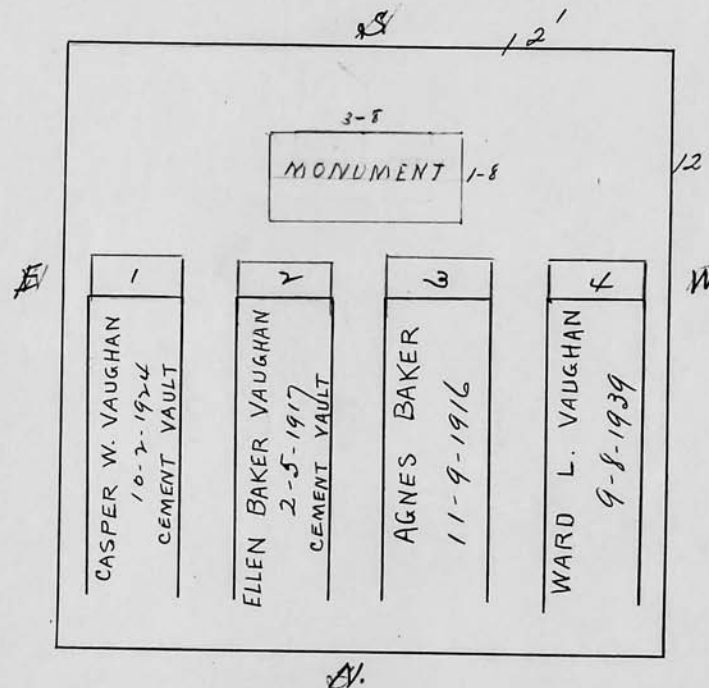 S
12'
3-8
MONUMENT
1-8
12
E
W
1
2
3
4
CASPER W. VAUGHAN
10-2-1924
CEMENT VAULT
ELLEN BAKER VAUGHAN
2-5-1917
CEMENT VAULT
AGNES BAKER
11-9-1916
WARD L. VAUGHAN
9-8-1939
N.